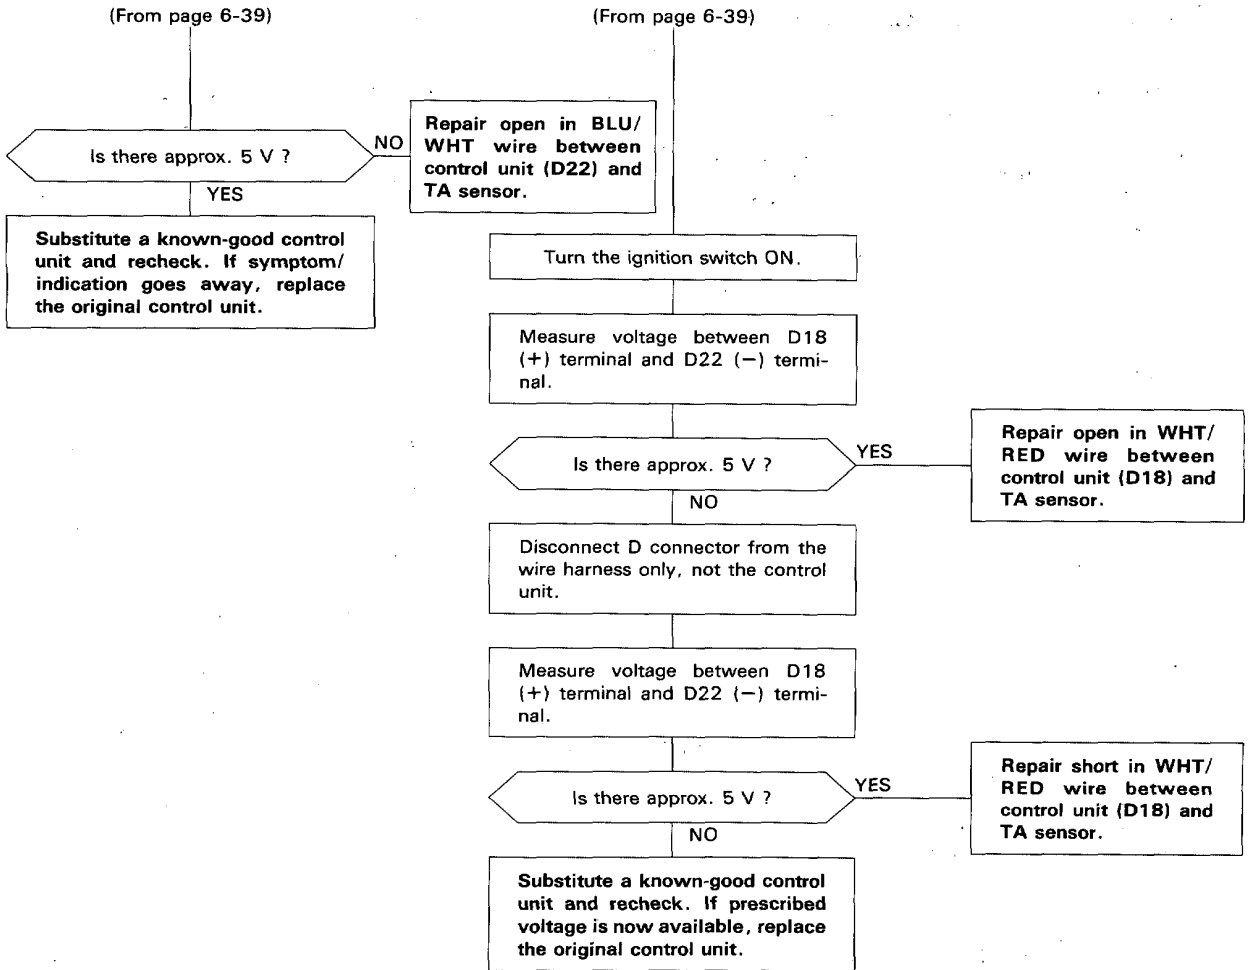 (From page 6-39)
(From page 6-39)
Is there approx. 5 V ?
NO
YES
Repair open in BLU/
WHT wire between
control unit (D22) and
TA sensor.
Substitute a known-good control
unit and recheck. If symptom/
indication goes away, replace
the original control unit.
Turn the ignition switch ON.
Measure voltage between D18
(+) terminal and D22 (−) termi-
nal.
Is there approx. 5 V ?
YES
NO
Repair open in WHT/
RED wire between
control unit (D18) and
TA sensor.
Disconnect D connector from the
wire harness only, not the control
unit.
Measure voltage between D18
(+) terminal and D22 (−) termi-
nal.
Is there approx. 5 V ?
YES
NO
Repair short in WHT/
RED wire between
control unit (D18) and
TA sensor.
Substitute a known-good control
unit and recheck. If prescribed
voltage is now available, replace
the original control unit.